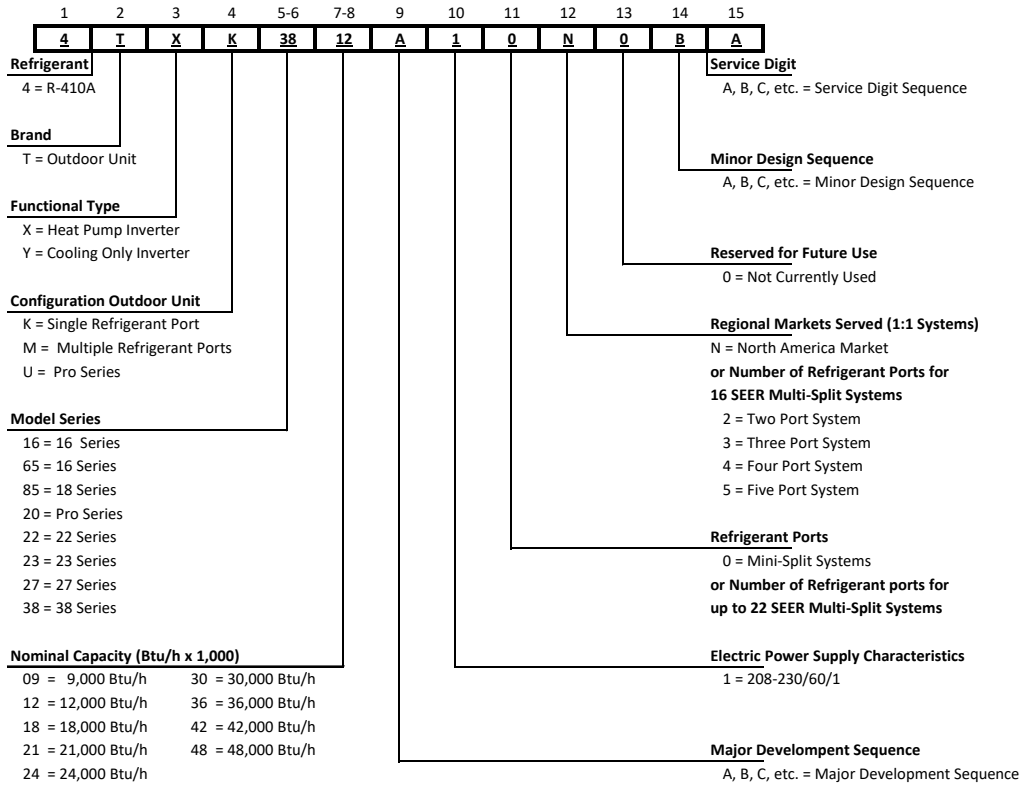 1 2 3 4 5-6 7-8 9 10 11 12 13 14 15
4 T X K 38 12 A 1 0 N 0 B A
Refrigerant
4 = R-410A
Brand
T = Outdoor Unit
Functional Type
X = Heat Pump Inverter
Y = Cooling Only Inverter
Configuration Outdoor Unit
K = Single Refrigerant Port
M = Multiple Refrigerant Ports
U = Pro Series
Model Series
16 = 16 Series
65 = 16 Series
85 = 18 Series
20 = Pro Series
22 = 22 Series
23 = 23 Series
27 = 27 Series
38 = 38 Series
Nominal Capacity (Btu/h x 1,000)
09 = 9,000 Btu/h 30 = 30,000 Btu/h
12 = 12,000 Btu/h 36 = 36,000 Btu/h
18 = 18,000 Btu/h 42 = 42,000 Btu/h
21 = 21,000 Btu/h 48 = 48,000 Btu/h
24 = 24,000 Btu/h
Service Digit
A, B, C, etc. = Service Digit Sequence
Minor Design Sequence
A, B, C, etc. = Minor Design Sequence
Reserved for Future Use
0 = Not Currently Used
Regional Markets Served (1:1 Systems)
N = North America Market
or Number of Refrigerant Ports for
16 SEER Multi-Split Systems
2 = Two Port System
3 = Three Port System
4 = Four Port System
5 = Five Port System
Refrigerant Ports
0 = Mini-Split Systems
or Number of Refrigerant ports for
up to 22 SEER Multi-Split Systems
Electric Power Supply Characteristics
1 = 208-230/60/1
Major Develompent Sequence
A, B, C, etc. = Major Development Sequence